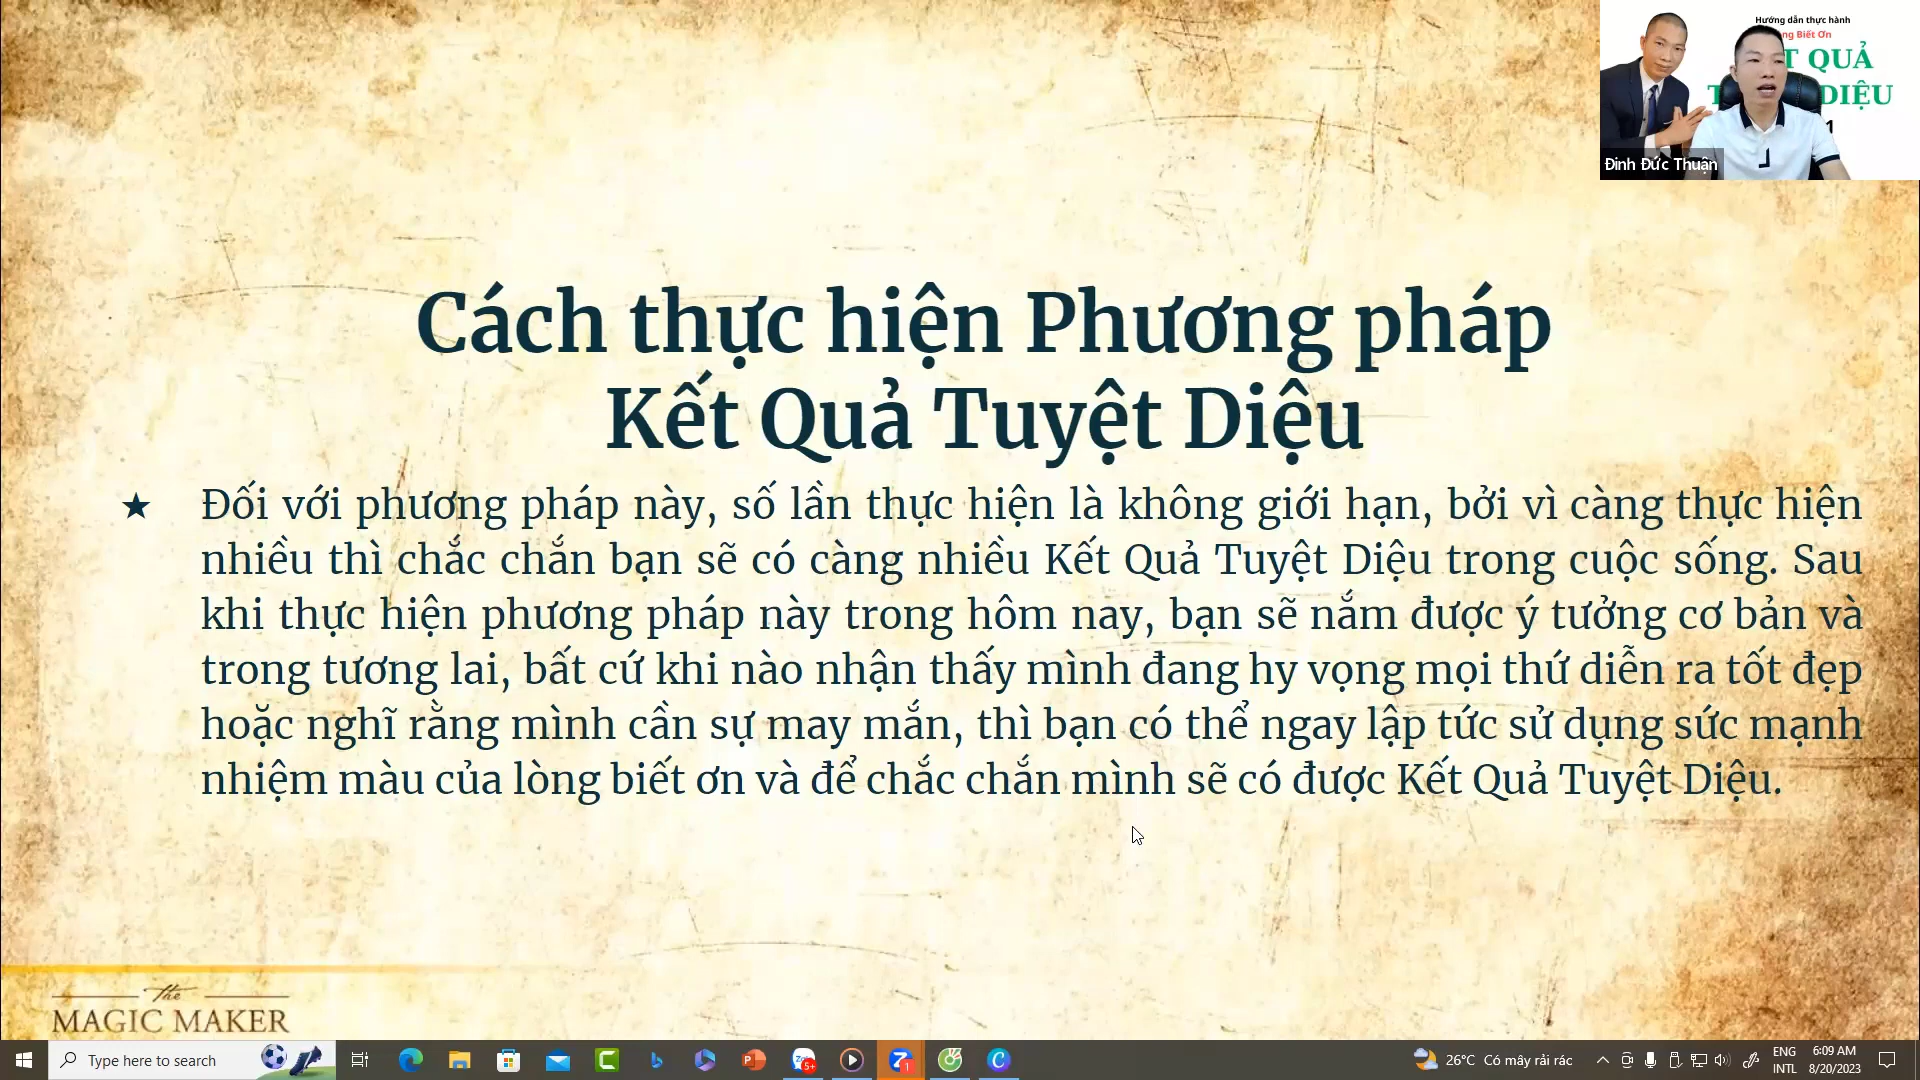 Hướng dẫn thực hành
Biết Ơn
QUẢ
DIỆU
Đinh Đức Thuận
Cách thực hiện Phương pháp
Kết Quả Tuyệt Diệu
★ Đối với phương pháp này, số lần thực hiện là không giới hạn, bởi vì càng thực hiện
nhiều thì chắc chắn bạn sẽ có càng nhiều Kết Quả Tuyệt Diệu trong cuộc sống. Sau
khi thực hiện phương pháp này trong hôm nay, bạn sẽ nắm được ý tưởng cơ bản và
trong tương lai, bất cứ khi nào nhận thấy mình đang hy vọng mọi thứ diễn ra tốt đẹp
hoặc nghĩ rằng mình cần sự may mắn, thì bạn có thể ngay lập tức sử dụng sức mạnh
nhiệm màu của lòng biết ơn và để chắc chắn mình sẽ có được Kết Quả Tuyệt Diệu.
the
MAGIC MAKER
Type here to search
26°C Có mây rải rác
ENG
INTL
6:09 AM
8/20/2023